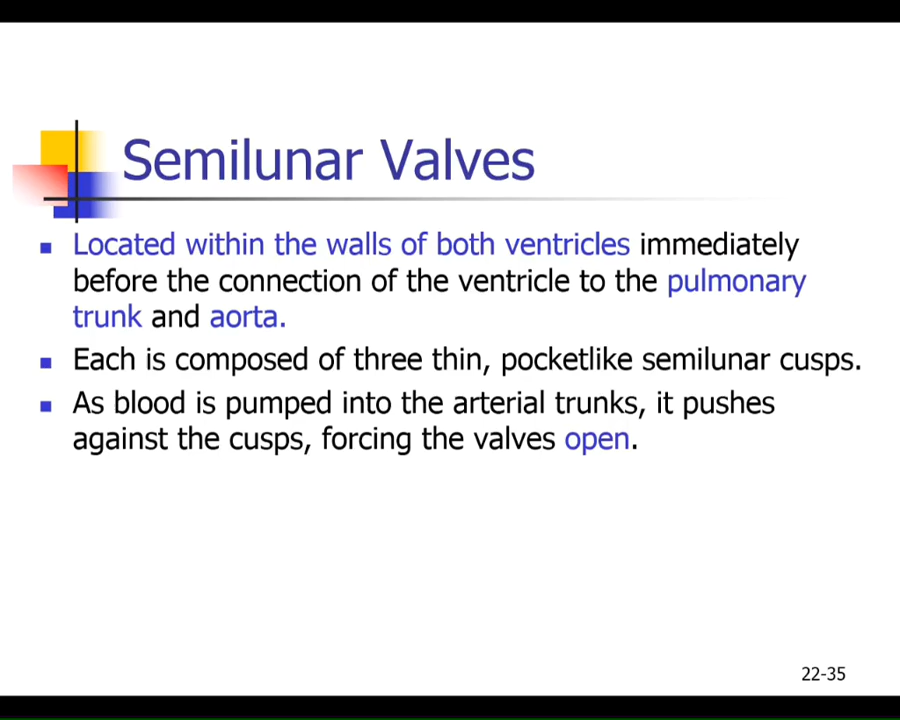 Semilunar Valves
Located within the walls of both ventricles immediately
before the connection of the ventricle to the pulmonary
trunk and aorta.
Each is composed of three thin, pocketlike semilunar cusps.
As blood is pumped into the arterial trunks, it pushes
against the cusps, forcing the valves open.
22-35